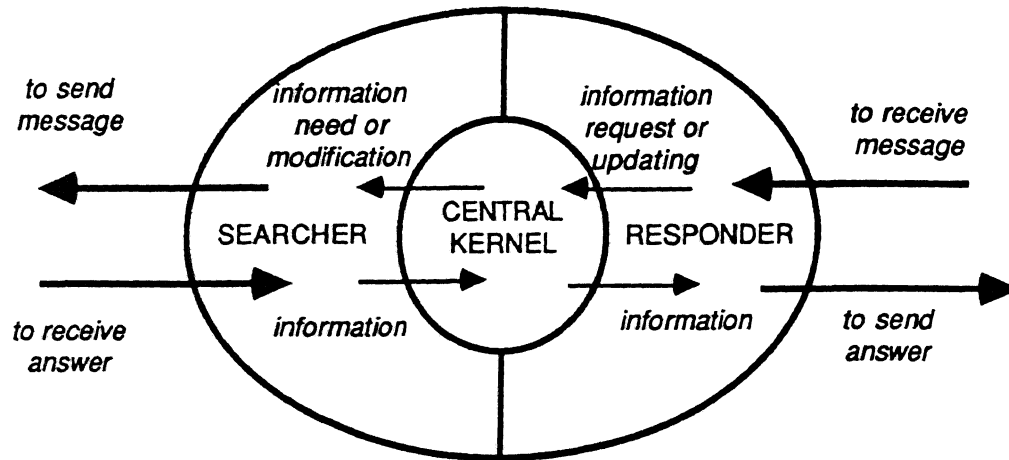 to send
message
information
need or
modification
information
request or
updating
to receive
message
SEARCHER
CENTRAL
KERNEL
RESPONDER
to receive
answer
information
information
to send
answer